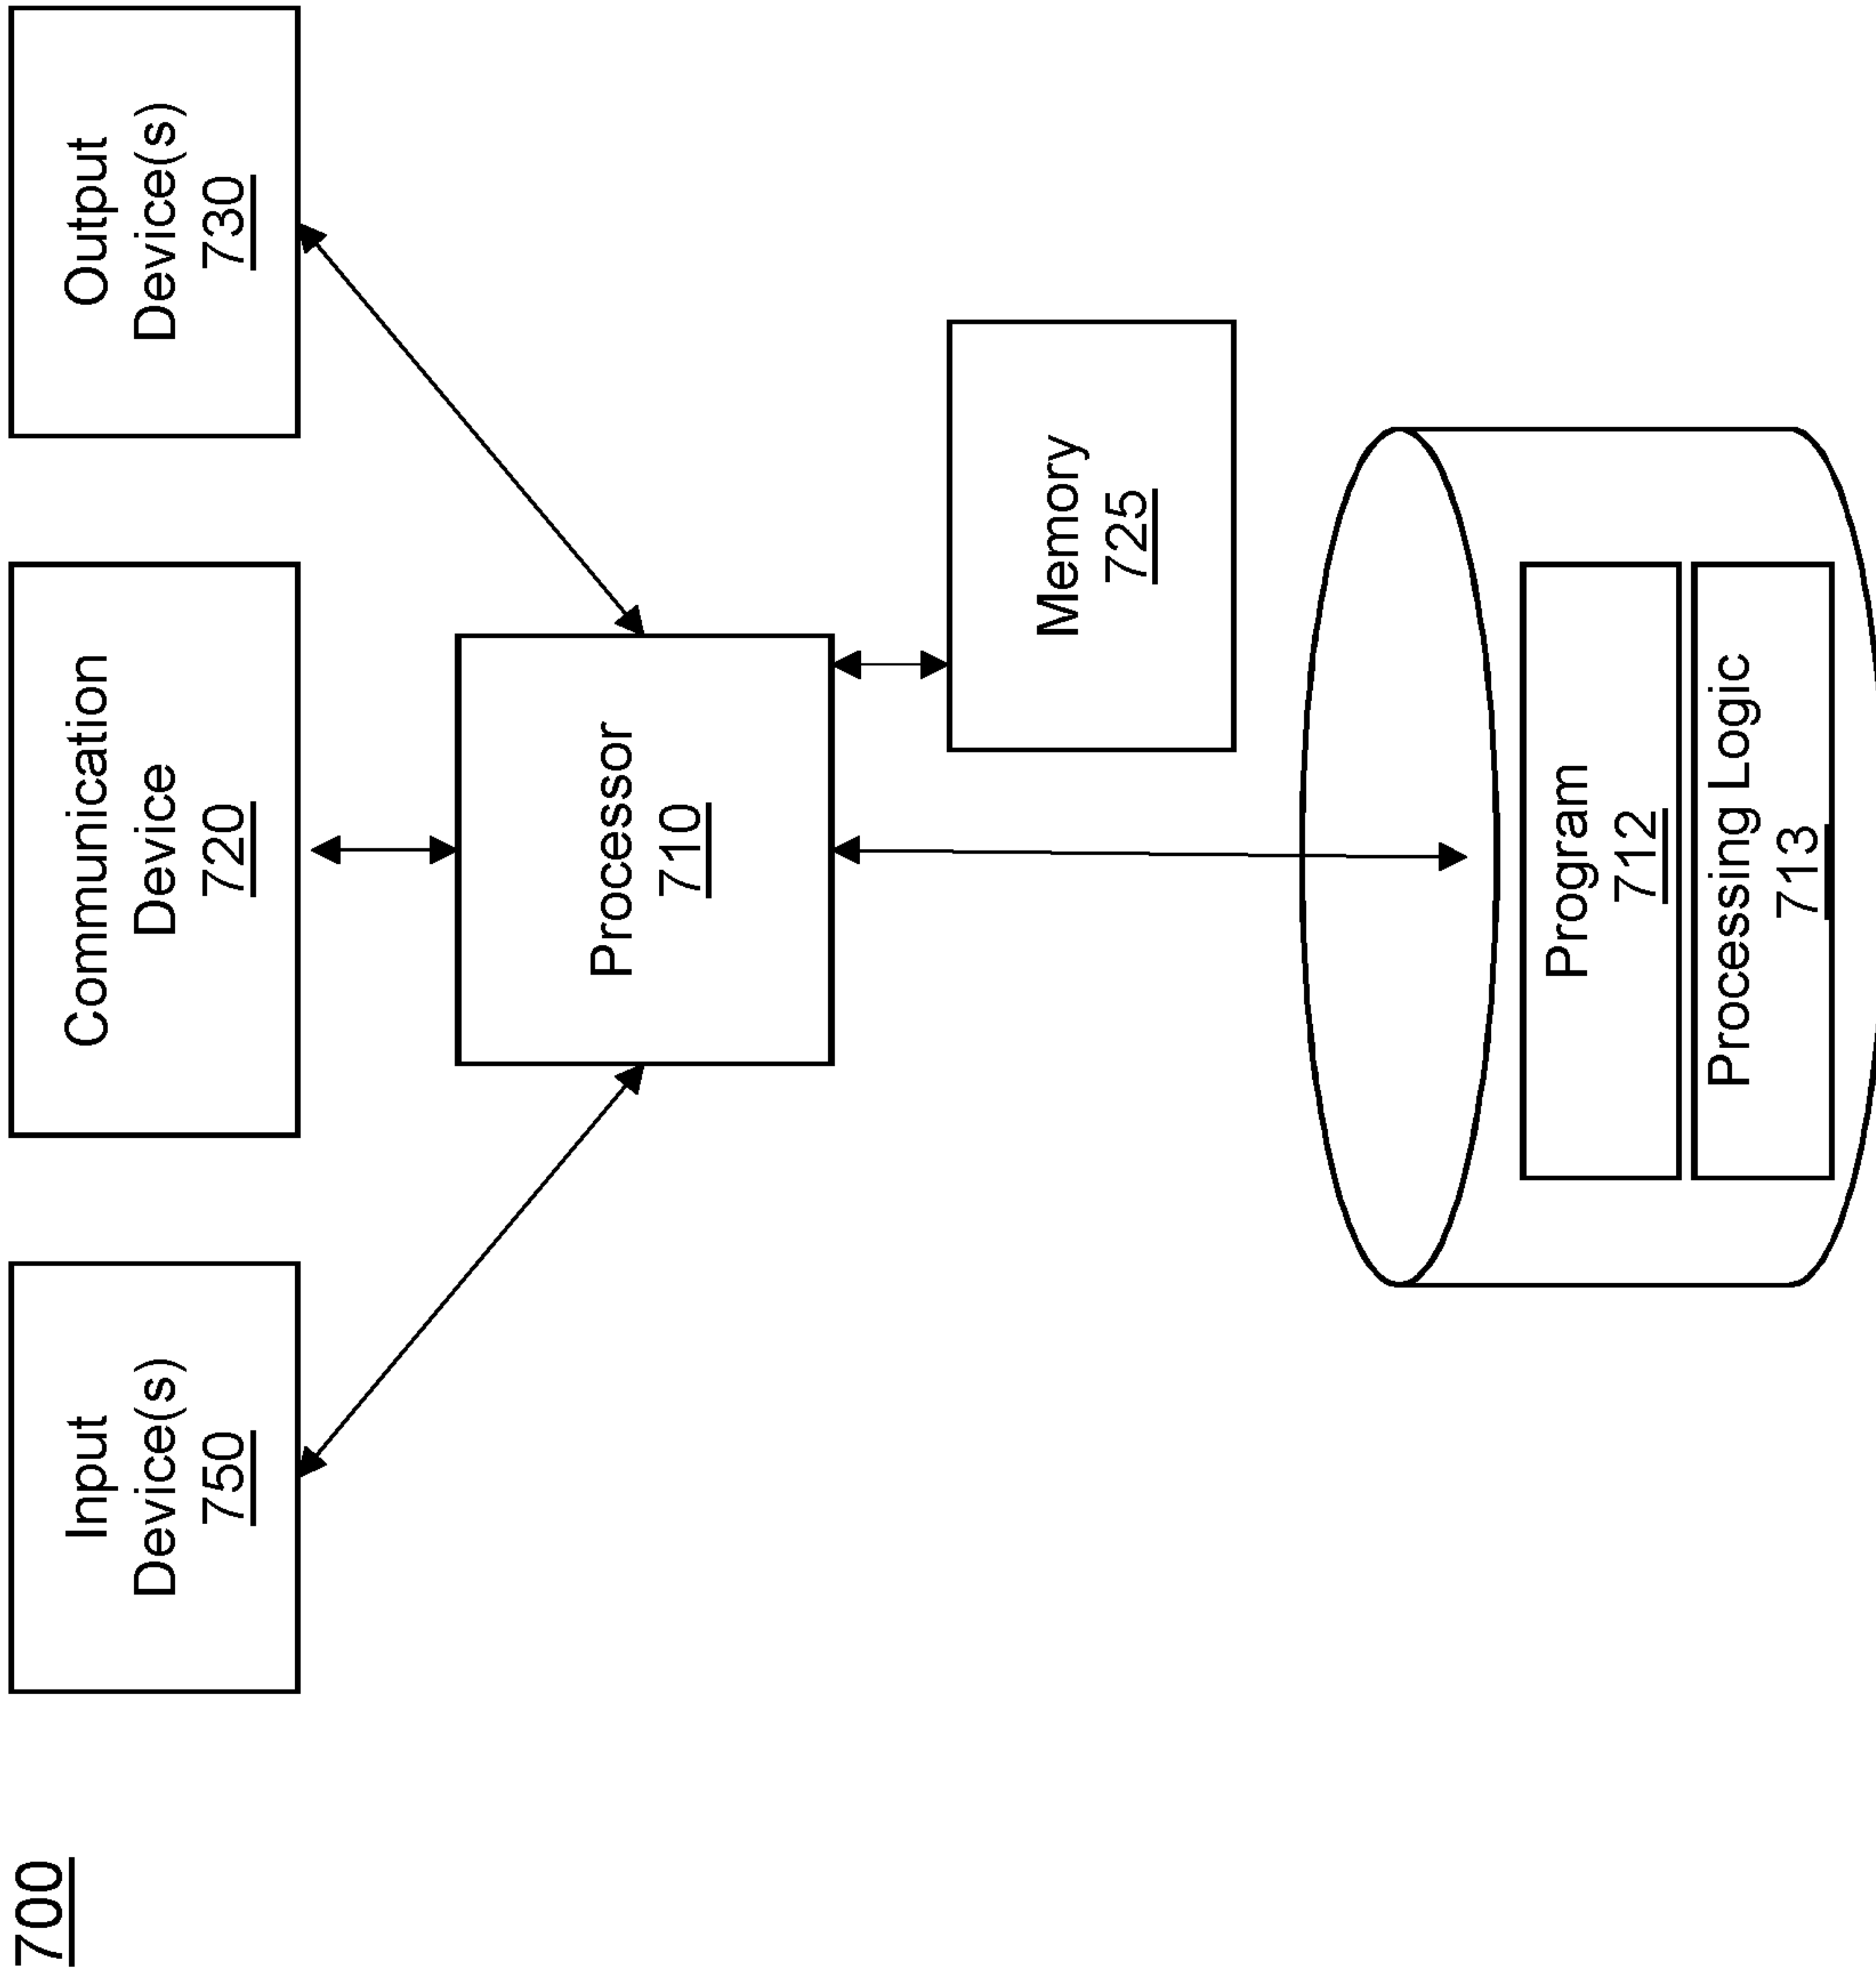 700
Input
Device(s)
750
Communication
Device
720
Output
Device(s)
730
Processor
710
Memory
725
Program
712
Processing Logic
713